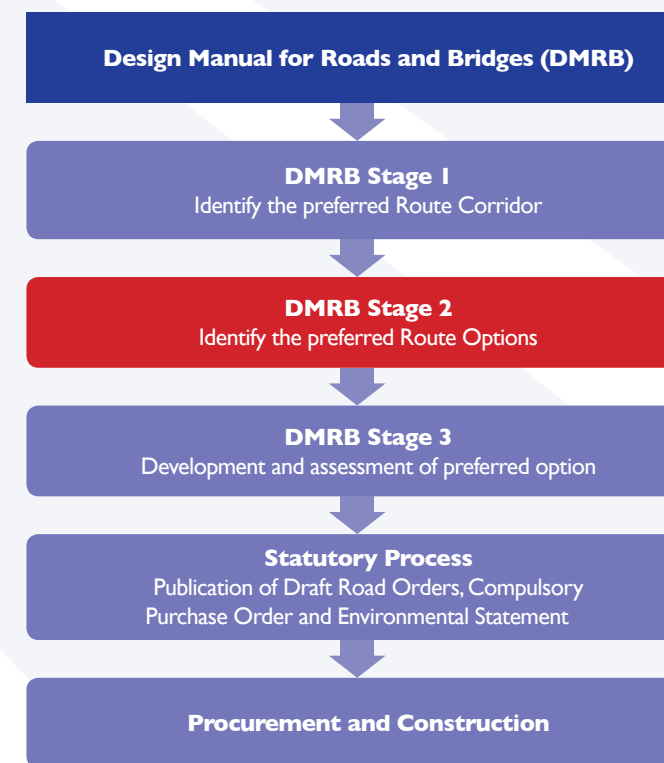 Design Manual for Roads and Bridges (DMRB)
DMRB Stage 1
Identify the preferred Route Corridor
DMRB Stage 2
Identify the preferred Route Options
DMRB Stage 3
Development and assessment of preferred option
Statutory Process
Publication of Draft Road Orders, Compulsory
Purchase Order and Environmental Statement
Procurement and Construction